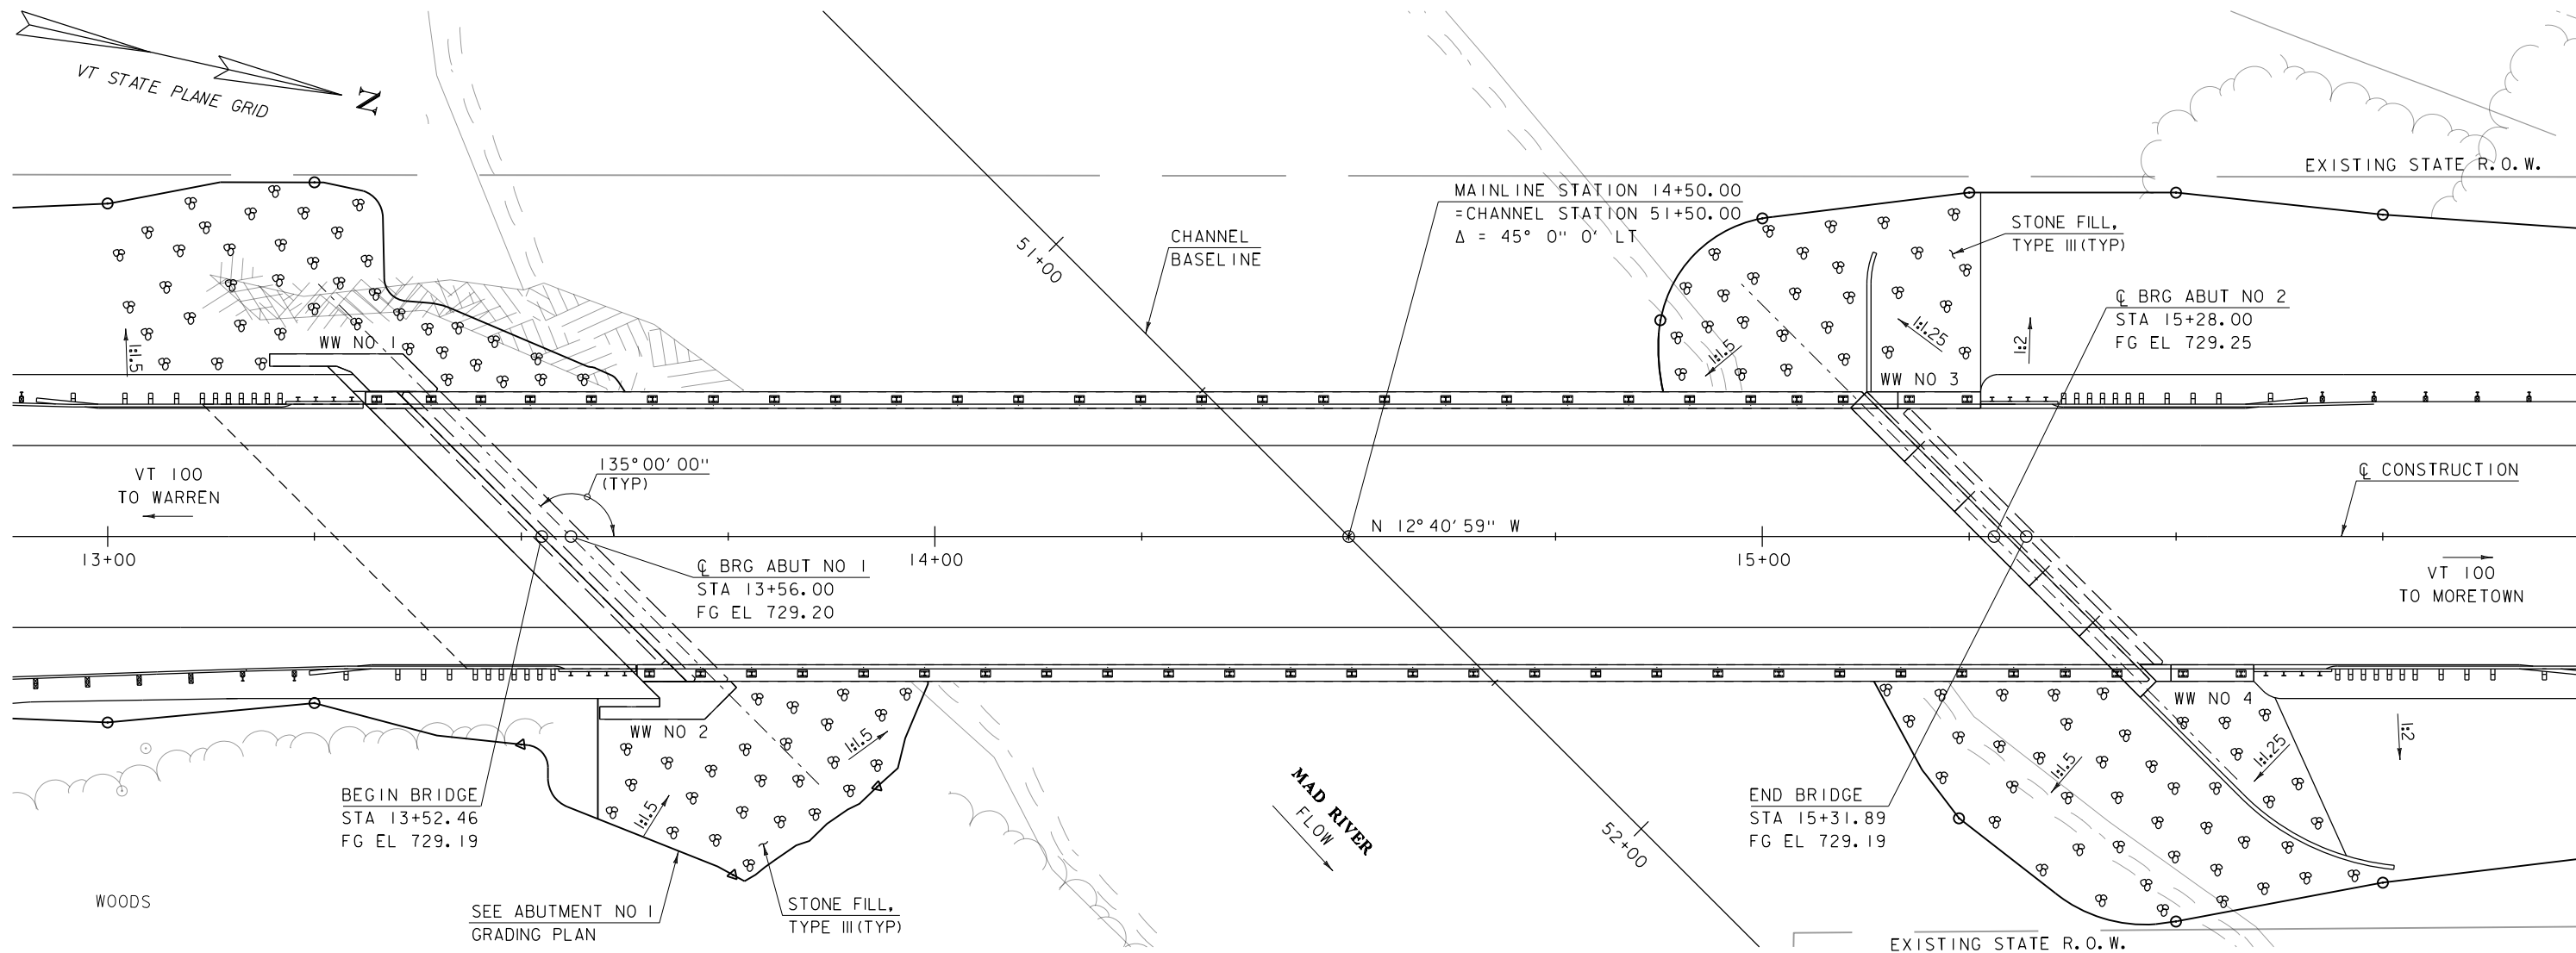 VT STATE PLANE GRID
N
EXISTING STATE R.O.W.
MAINLINE STATION 14+50.00
=CHANNEL STATION 51+50.00
Δ = 45° 0" 0' LT
CHANNEL
BASELINE
51+00
STONE FILL,
TYPE III (TYP)
℄ BRG ABUT NO 2
STA 15+28.00
FG EL 729.25
1:1.5
WW NO 1
1:1.5
1:1.25
1:2
WW NO 3
135°00'00"
(TYP)
VT 100
TO WARREN
℄ CONSTRUCTION
N 12°40'59" W
13+00
14+00
15+00
℄ BRG ABUT NO 1
STA 13+56.00
FG EL 729.20
VT 100
TO MORETOWN
WW NO 2
WW NO 4
1:1.5
1:1.5
1:1.5
1:1.25
1:2
BEGIN BRIDGE
STA 13+52.46
FG EL 729.19
MAD RIVER
FLOW
52+00
END BRIDGE
STA 15+31.89
FG EL 729.19
WOODS
SEE ABUTMENT NO 1
GRADING PLAN
STONE FILL,
TYPE III (TYP)
EXISTING STATE R.O.W.